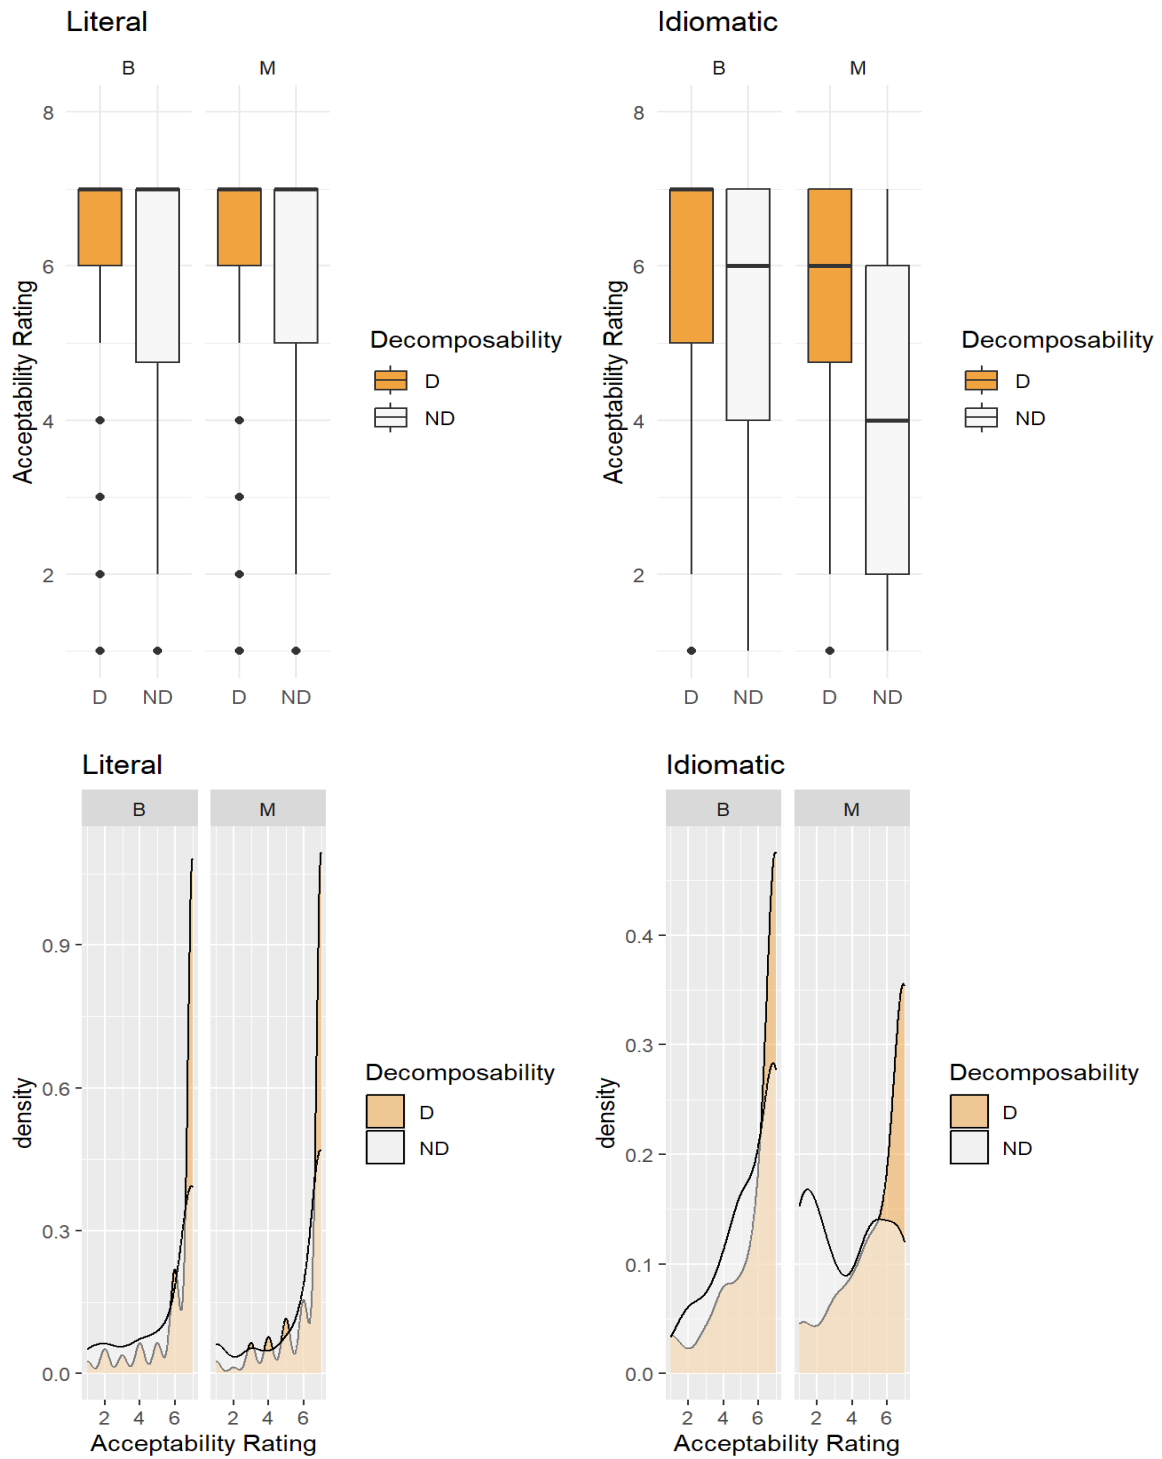 Literal
B M
8
6
4
2
Acceptability Rating
D ND D ND
Decomposability
D
ND
Idiomatic
B M
8
6
4
2
Acceptability Rating
D ND D ND
Decomposability
D
ND
Literal
B M
0.9
0.6
0.3
0.0
density
2 4 6 2 4 6
Acceptability Rating
Decomposability
D
ND
Idiomatic
B M
0.4
0.3
0.2
0.1
0.0
density
2 4 6 2 4 6
Acceptability Rating
Decomposability
D
ND